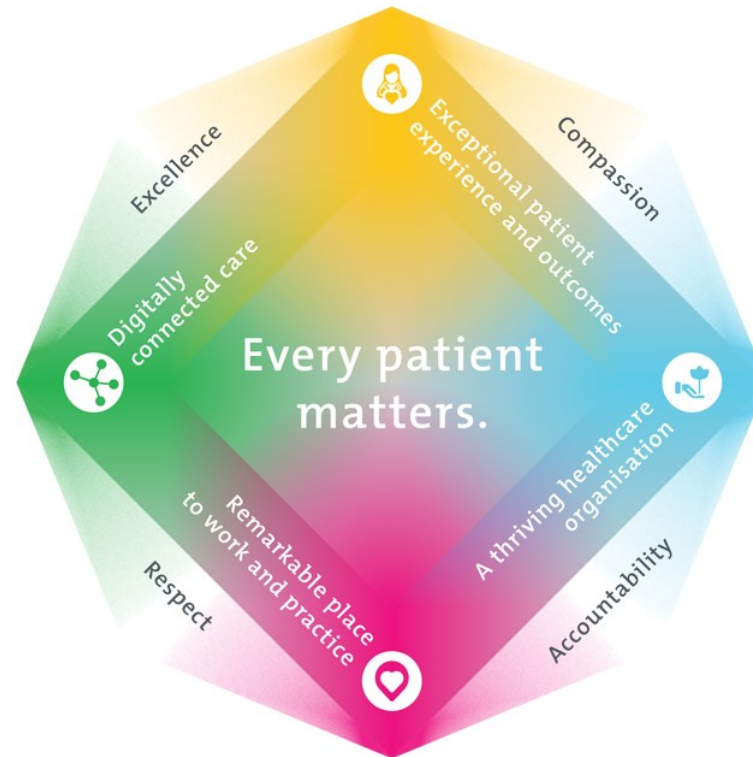 Excellence
Compassion
Exceptional patient
experience and outcomes
Digitally
connected care
Every patient
matters.
A thriving healthcare
organisation
Remarkable place
to work and practice
Respect
Accountability